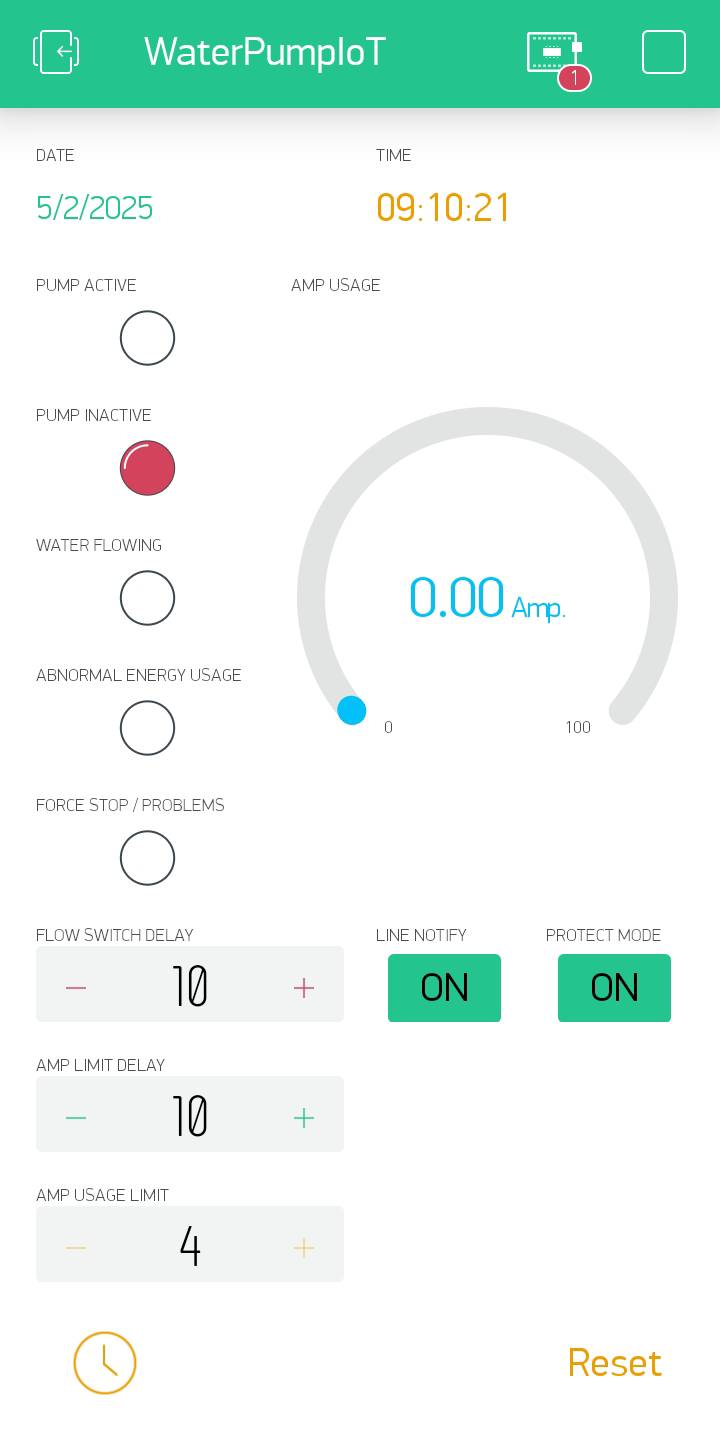 WaterPumpIoT
1
DATE
TIME
5/2/2025
09:10:21
PUMP ACTIVE
AMP USAGE
PUMP INACTIVE
WATER FLOWING
0.00 Amp.
ABNORMAL ENERGY USAGE
0
100
FORCE STOP / PROBLEMS
FLOW SWITCH DELAY
LINE NOTIFY
PROTECT MODE
− 10 +
ON
ON
AMP LIMIT DELAY
− 10 +
AMP USAGE LIMIT
− 4 +
Reset